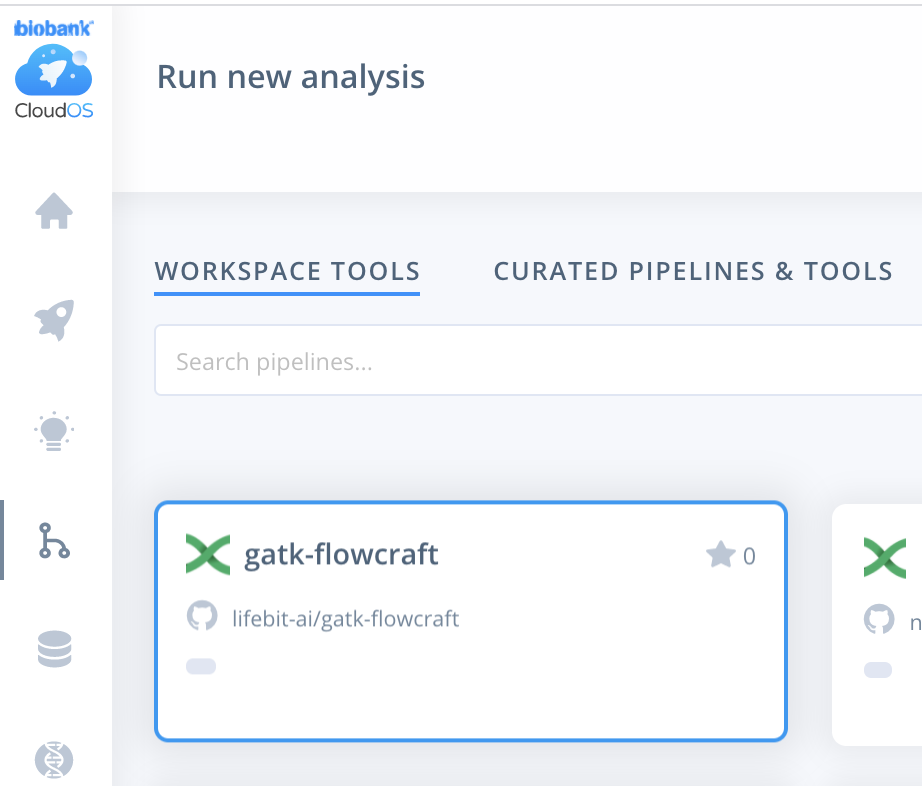 biobank
CloudOS
Run new analysis
WORKSPACE TOOLS
CURATED PIPELINES & TOOLS
Search pipelines...
gatk-flowcraft
0
lifebit-ai/gatk-flowcraft
n